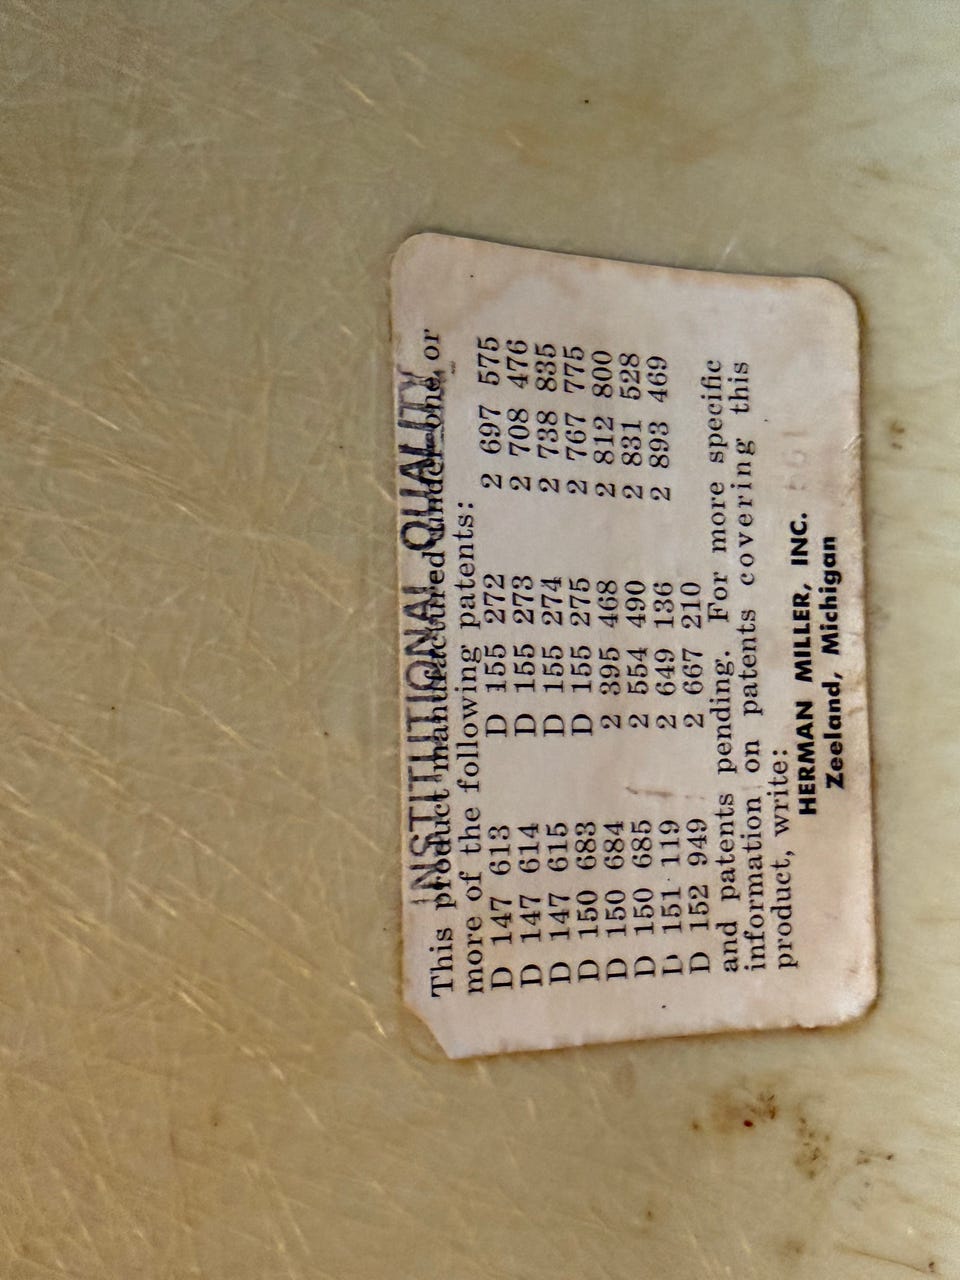 INSTITUTIONAL QUALITY
This product manufactured under one or
more of the following patents:
D 147 613 D 155 272 2 697 575
D 147 614 D 155 273 2 708 476
D 147 615 D 155 274 2 738 835
D 150 683 D 155 275 2 767 775
D 150 684 2 395 468 2 812 800
D 150 685 2 554 490 2 831 528
D 151 119 2 649 136 2 893 469
D 152 949 2 667 210
and patents pending. For more specific
information on patents covering this
product, write:
HERMAN MILLER, INC.
Zeeland, Michigan